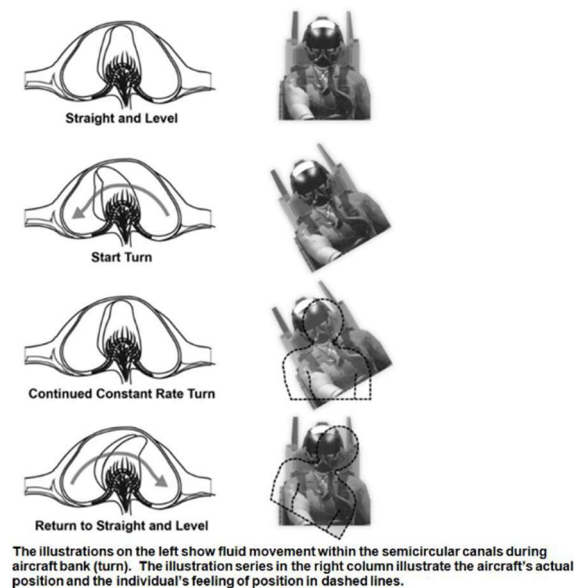 Straight and Level
Start Turn
Continued Constant Rate Turn
Return to Straight and Level
The illustrations on the left show fluid movement within the semicircular canals during
aircraft bank (turn).  The illustration series in the right column illustrate the aircraft's actual
position and the individual's feeling of position in dashed lines.